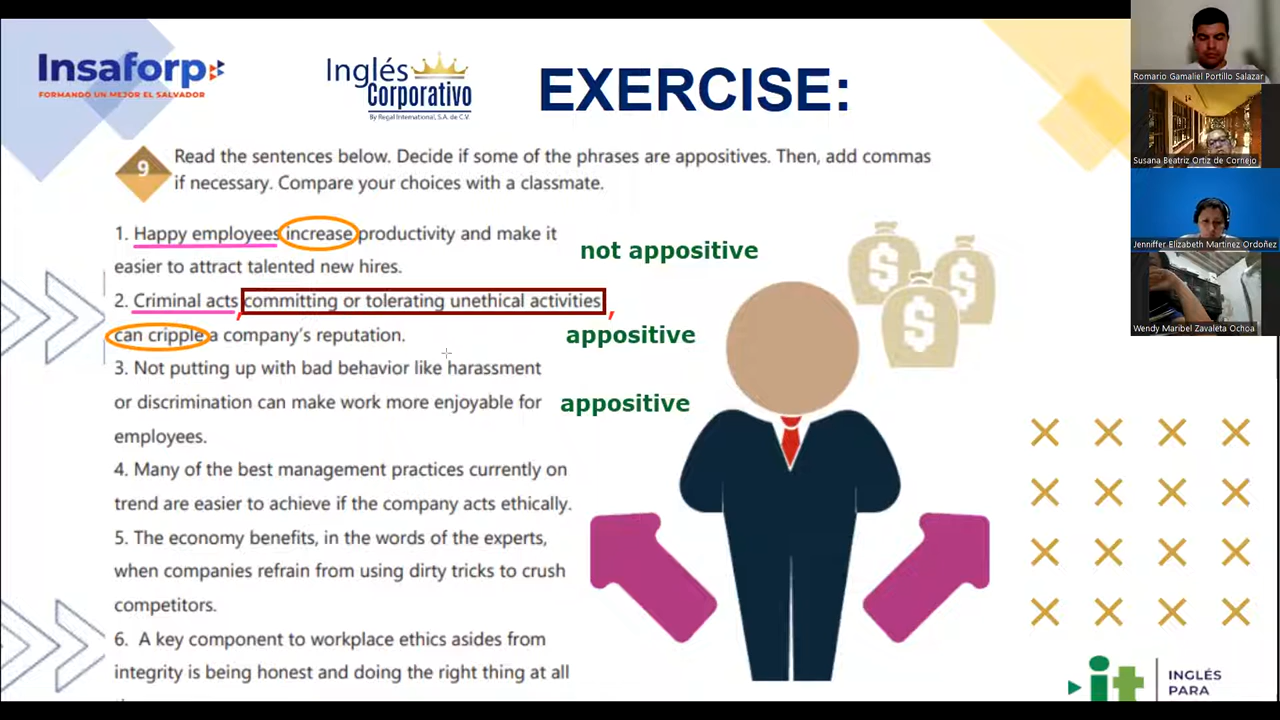 Insaforp
FORMANDO UN MEJOR EL SALVADOR
Inglés
Corporativo
By Regal International, S.A. de C.V.
EXERCISE:
9
Read the sentences below. Decide if some of the phrases are appositives. Then, add commas
if necessary. Compare your choices with a classmate.
1. Happy employees increase productivity and make it
easier to attract talented new hires.
not appositive
2. Criminal acts, committing or tolerating unethical activities,
can cripple a company's reputation.
appositive
3. Not putting up with bad behavior like harassment
or discrimination can make work more enjoyable for
employees.
appositive
4. Many of the best management practices currently on
trend are easier to achieve if the company acts ethically.
5. The economy benefits, in the words of the experts,
when companies refrain from using dirty tricks to crush
competitors.
6. A key component to workplace ethics asides from
integrity is being honest and doing the right thing at all
$
$
$
it
INGLÉS
PARA
Romario Gamaliel Portillo Salazar
Susana Beatriz Ortiz de Cornejo
Jenniffer Elizabeth Martinez Ordoñez
Wendy Maribel Zavaleta Ochoa